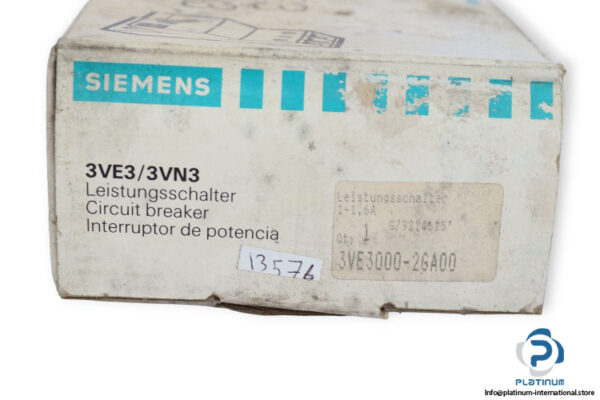 SIEMENS
3VE3/3VN3
Leistungsschalter
Circuit breaker
Interruptor de potencia
13576
Leistungsschalter
1-1,6A
Qty 1
3VE3000-2GA00
PLATINUM
Info@platinum-international.store